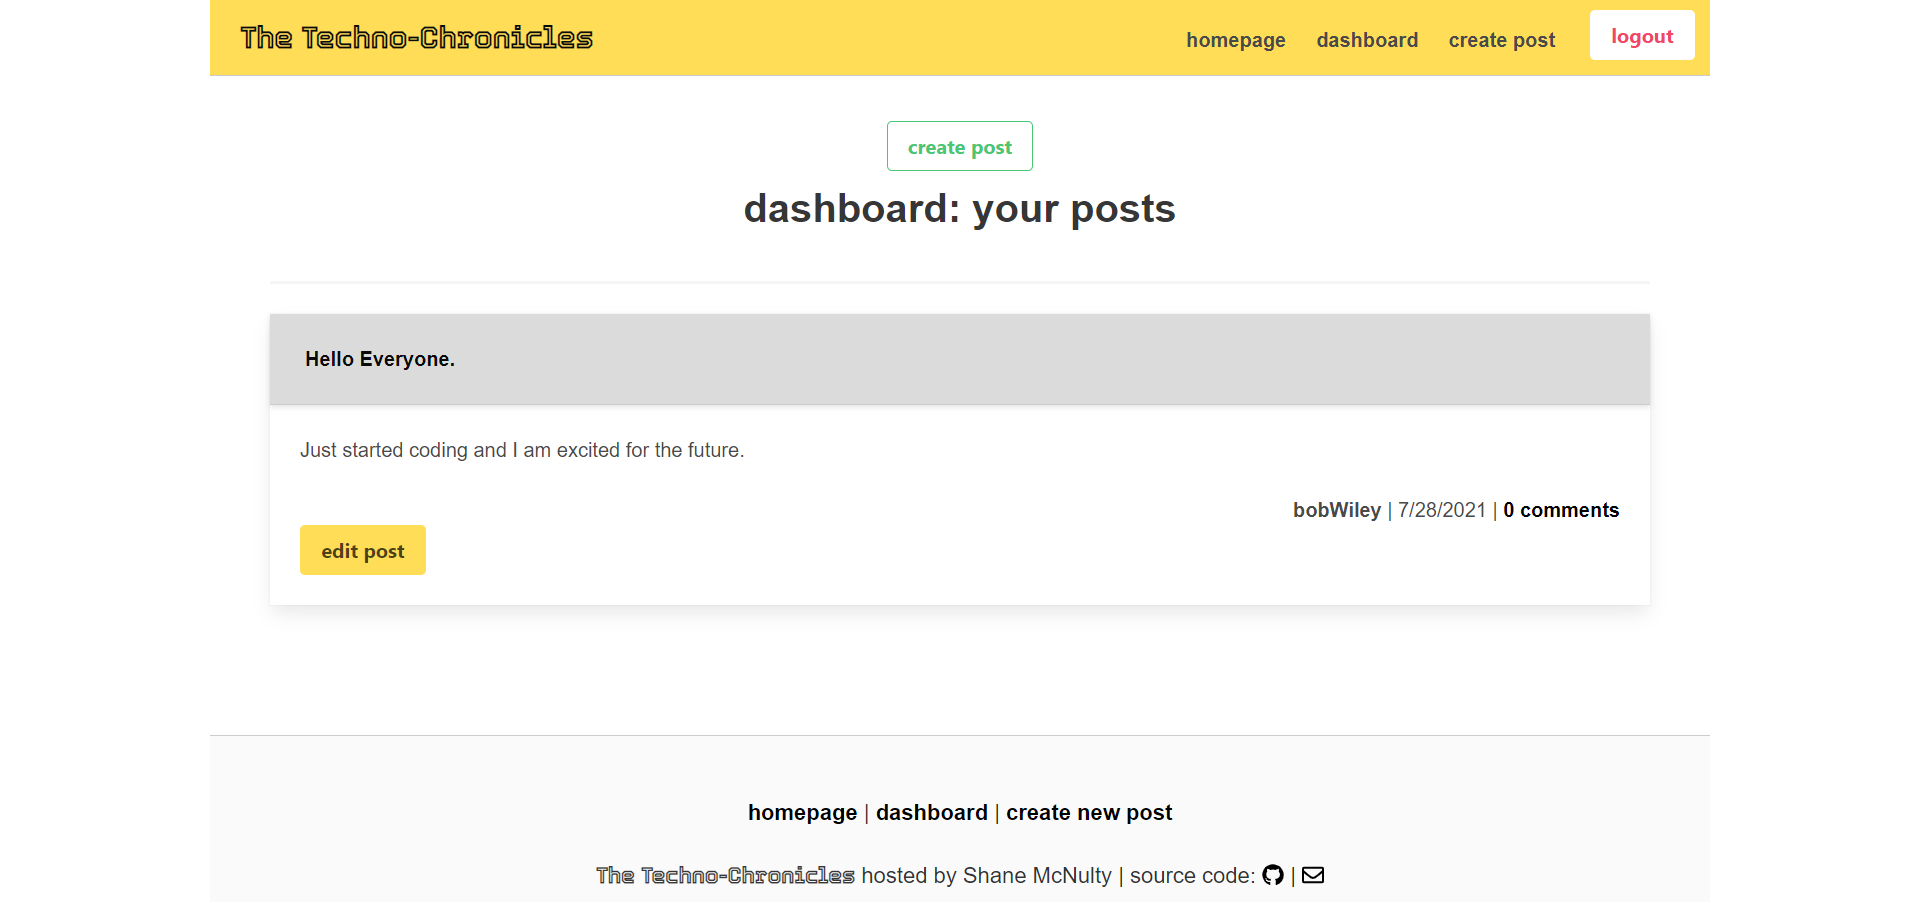 The Techno-Chronicles homepage dashboard create post logout
create post
dashboard: your posts
Hello Everyone.
Just started coding and I am excited for the future.
bobWiley | 7/28/2021 | 0 comments
edit post
homepage | dashboard | create new post
The Techno-Chronicles hosted by Shane McNulty | source code: |